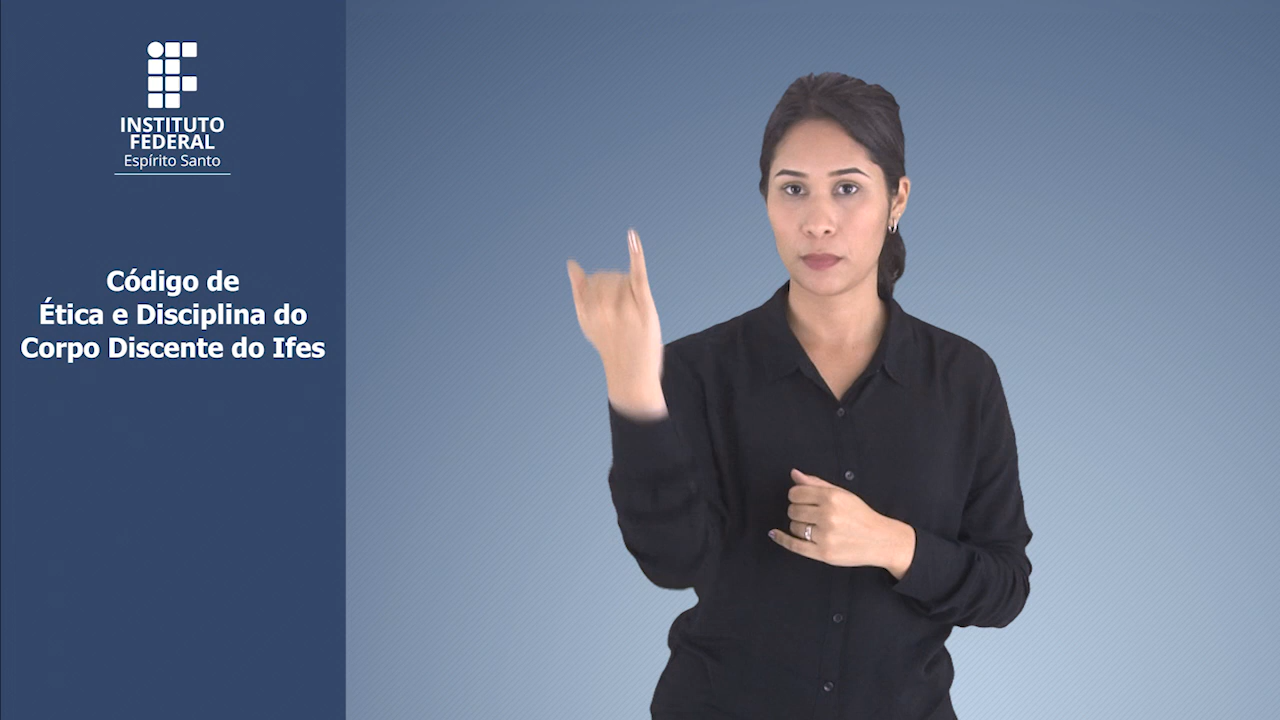 INSTITUTO
FEDERAL
Espírito Santo
Código de
Ética e Disciplina do
Corpo Discente do Ifes